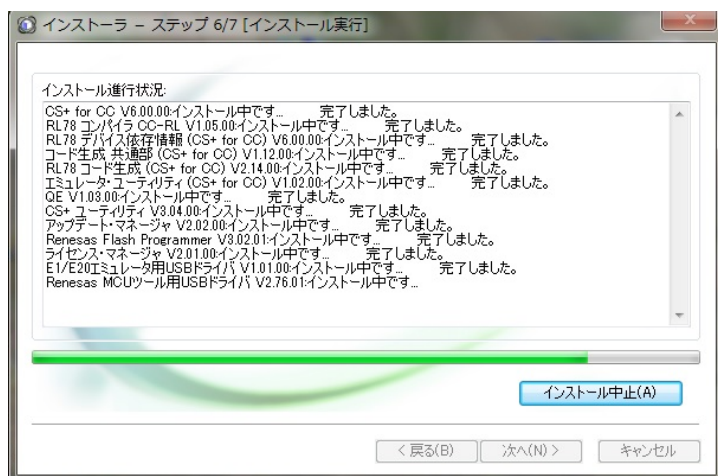 インストーラ － ステップ 6/7 [インストール実行]
インストール進行状況:
CS+ for CC V6.00.00:インストール中です... 完了しました。
RL78 コンパイラ CC-RL V1.05.00:インストール中です... 完了しました。
RL78 デバイス依存情報 (CS+ for CC) V6.00.00:インストール中です... 完了しました。
コード生成 共通部 (CS+ for CC) V1.12.00:インストール中です... 完了しました。
RL78 コード生成 (CS+ for CC) V2.14.00:インストール中です... 完了しました。
エミュレータ・ユーティリティ (CS+ for CC) V1.02.00:インストール中です... 完了しました。
QE V1.03.00:インストール中です... 完了しました。
CS+ ユーティリティ V3.04.00:インストール中です... 完了しました。
アップデート・マネージャ V2.02.00:インストール中です... 完了しました。
Renesas Flash Programmer V3.02.01:インストール中です... 完了しました。
ライセンス・マネージャ V2.01.00:インストール中です... 完了しました。
E1/E20エミュレータ用USBドライバ V1.01.00:インストール中です... 完了しました。
Renesas MCUツール用USBドライバ V2.76.01:インストール中です...
インストール中止(A)
< 戻る(B) 次へ(N) > キャンセル